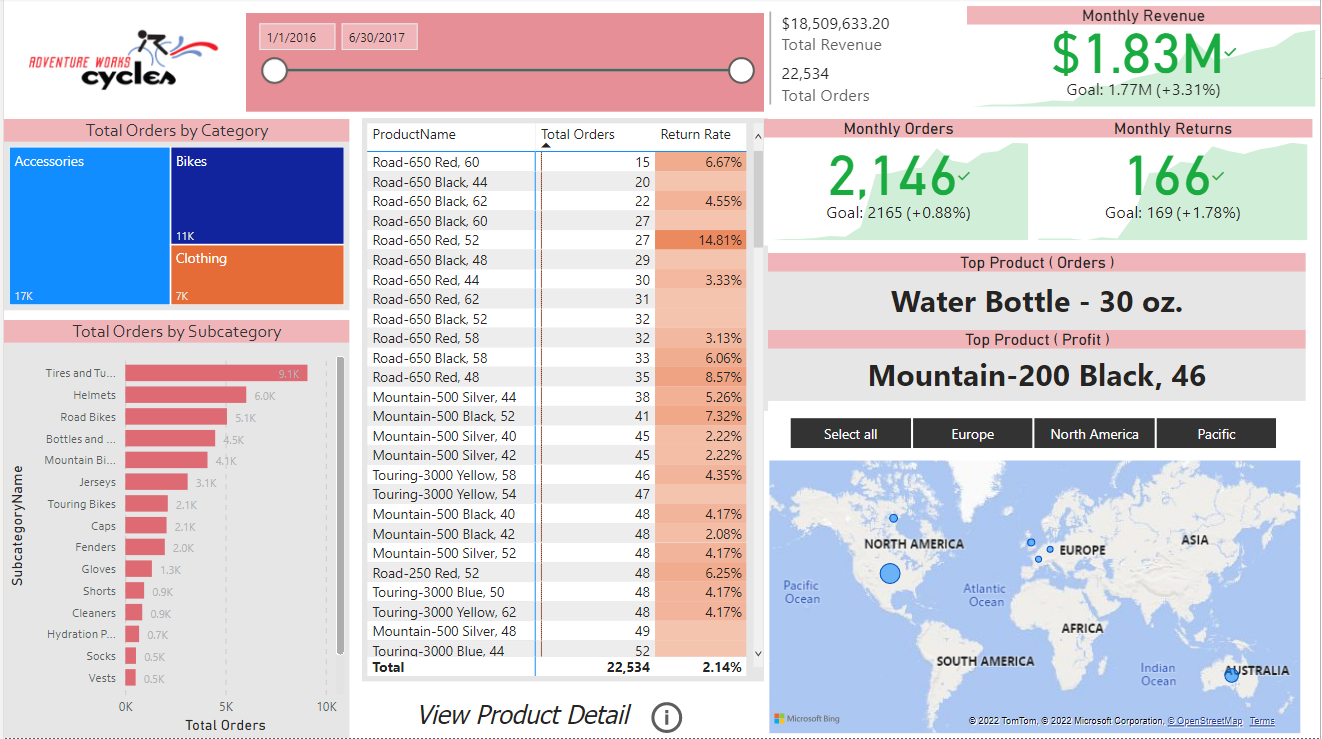 ADVENTURE WORKS
cycles
1/1/2016 6/30/2017
$18,509,633.20
Total Revenue
22,534
Total Orders
Monthly Revenue
$1.83M
Goal: 1.77M (+3.31%)
Total Orders by Category
Accessories
17K
Bikes
11K
Clothing
7K
Total Orders by Subcategory
SubcategoryName
Tires and Tu... 9.1K
Helmets 6.0K
Road Bikes 5.1K
Bottles and ... 4.5K
Mountain Bi... 4.1K
Jerseys 3.1K
Touring Bikes 2.1K
Caps 2.1K
Fenders 2.0K
Gloves 1.3K
Shorts 0.9K
Cleaners 0.9K
Hydration P... 0.7K
Socks 0.5K
Vests 0.5K
0K 5K 10K
Total Orders
ProductName Total Orders Return Rate
Road-650 Red, 60 15 6.67%
Road-650 Black, 44 20
Road-650 Black, 62 22 4.55%
Road-650 Black, 60 27
Road-650 Red, 52 27 14.81%
Road-650 Black, 48 29
Road-650 Red, 44 30 3.33%
Road-650 Red, 62 31
Road-650 Black, 52 32
Road-650 Red, 58 32 3.13%
Road-650 Black, 58 33 6.06%
Road-650 Red, 48 35 8.57%
Mountain-500 Silver, 44 38 5.26%
Mountain-500 Black, 52 41 7.32%
Mountain-500 Silver, 40 45 2.22%
Mountain-500 Silver, 42 45 2.22%
Touring-3000 Yellow, 58 46 4.35%
Touring-3000 Yellow, 54 47
Mountain-500 Black, 40 48 4.17%
Mountain-500 Black, 42 48 2.08%
Mountain-500 Silver, 52 48 4.17%
Road-250 Red, 52 48 6.25%
Touring-3000 Blue, 50 48 4.17%
Touring-3000 Yellow, 62 48 4.17%
Mountain-500 Silver, 48 49
Touring-3000 Blue, 44 52
Total 22,534 2.14%
View Product Detail i
Monthly Orders
2,146
Goal: 2165 (+0.88%)
Monthly Returns
166
Goal: 169 (+1.78%)
Top Product ( Orders )
Water Bottle - 30 oz.
Top Product ( Profit )
Mountain-200 Black, 46
Select all Europe North America Pacific
NORTH AMERICA
EUROPE
ASIA
Pacific
Ocean
Atlantic
Ocean
AFRICA
SOUTH AMERICA
Indian
Ocean
AUSTRALIA
Microsoft Bing
© 2022 TomTom, © 2022 Microsoft Corporation, © OpenStreetMap Terms